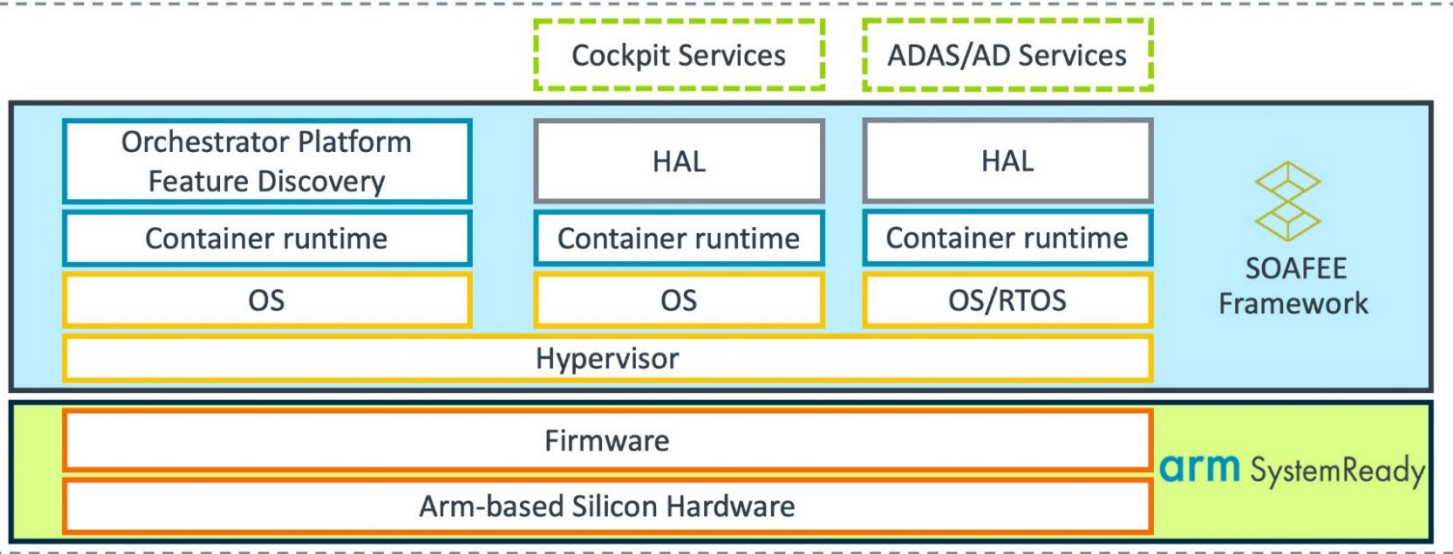 Cockpit Services
ADAS/AD Services
Orchestrator Platform
Feature Discovery
HAL
HAL
Container runtime
Container runtime
Container runtime
OS
OS
OS/RTOS
Hypervisor
SOAFEE
Framework
Firmware
Arm-based Silicon Hardware
arm SystemReady